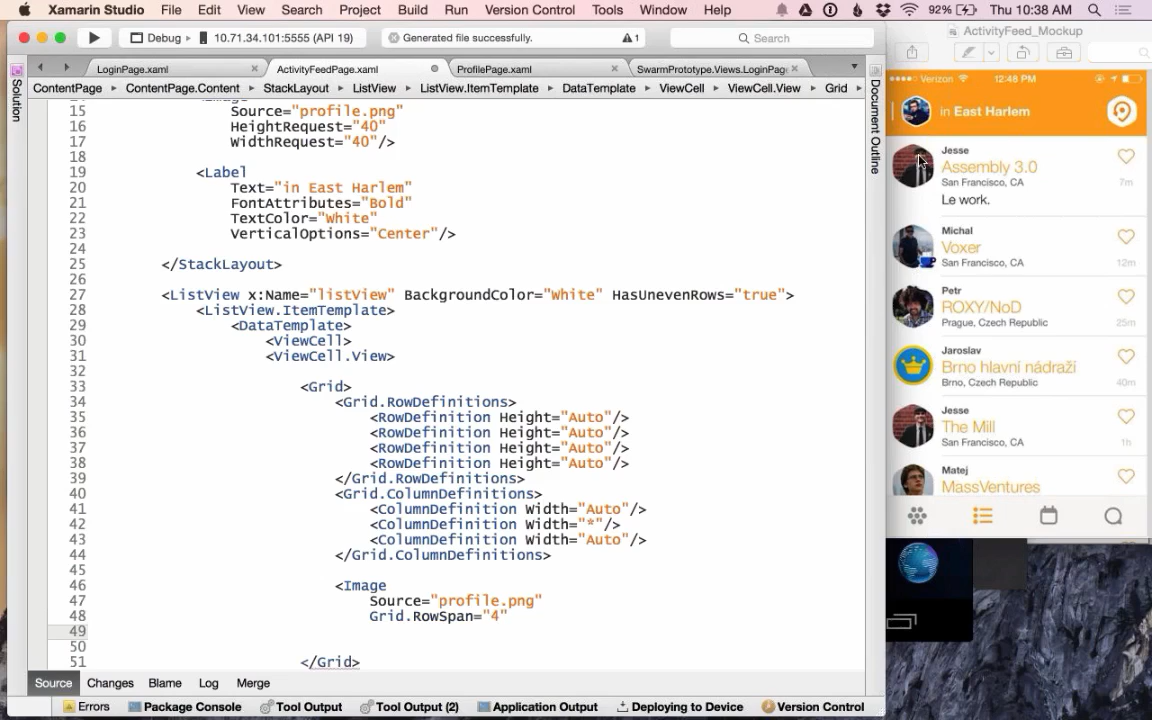 Xamarin Studio File Edit View Search Project Build Run Version Control Tools Window Help 92% Thu 10:38 AM
Debug 10.71.34.101:5555 (API 19) Generated file successfully. 1 Search
ActivityFeed_Mockup
LoginPage.xaml ActivityFeedPage.xaml ProfilePage.xaml SwarmPrototype.Views.LoginPage
ContentPage ContentPage.Content StackLayout ListView ListView.ItemTemplate DataTemplate ViewCell ViewCell.View Grid
Solution
Document Outline
15 Source="profile.png"
16 HeightRequest="40"
17 WidthRequest="40"/>
18
19 <Label
20 Text="in East Harlem"
21 FontAttributes="Bold"
22 TextColor="White"
23 VerticalOptions="Center"/>
24
25 </StackLayout>
26
27 <ListView x:Name="listView" BackgroundColor="White" HasUnevenRows="true">
28 <ListView.ItemTemplate>
29 <DataTemplate>
30 <ViewCell>
31 <ViewCell.View>
32
33 <Grid>
34 <Grid.RowDefinitions>
35 <RowDefinition Height="Auto"/>
36 <RowDefinition Height="Auto"/>
37 <RowDefinition Height="Auto"/>
38 <RowDefinition Height="Auto"/>
39 </Grid.RowDefinitions>
40 <Grid.ColumnDefinitions>
41 <ColumnDefinition Width="Auto"/>
42 <ColumnDefinition Width="*"/>
43 <ColumnDefinition Width="Auto"/>
44 </Grid.ColumnDefinitions>
45
46 <Image
47 Source="profile.png"
48 Grid.RowSpan="4"
49
50
51 </Grid>
Source Changes Blame Log Merge
Errors Package Console Tool Output Tool Output (2) Application Output Deploying to Device Version Control
Verizon 12:48 PM
in East Harlem
Jesse
Assembly 3.0
San Francisco, CA 7m
Le work.
Michal
Voxer
San Francisco, CA 12m
Petr
ROXY/NoD
Prague, Czech Republic 25m
Jaroslav
Brno hlavní nádraží
Brno, Czech Republic 40m
Jesse
The Mill
San Francisco, CA 1h
Matej
MassVentures